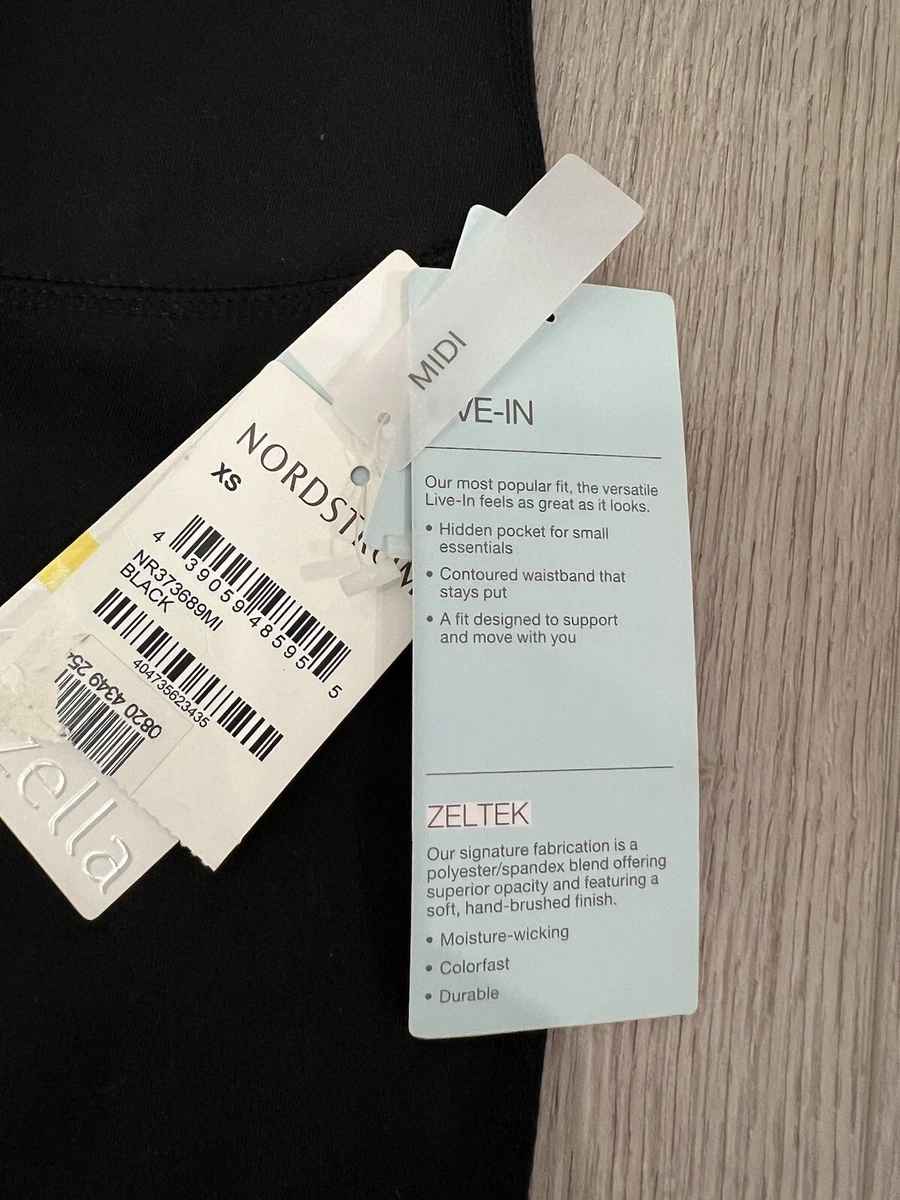 MIDI
VE-IN
Our most popular fit, the versatile
Live-In feels as great as it looks.
• Hidden pocket for small
essentials
• Contoured waistband that
stays put
• A fit designed to support
and move with you
ZELTEK
Our signature fabrication is a
polyester/spandex blend offering
superior opacity and featuring a
soft, hand-brushed finish.
• Moisture-wicking
• Colorfast
• Durable
NORDSTROM
XS
4 39059 48595 5
NR373689MI
BLACK
404735623435
0820 4349 25
zella